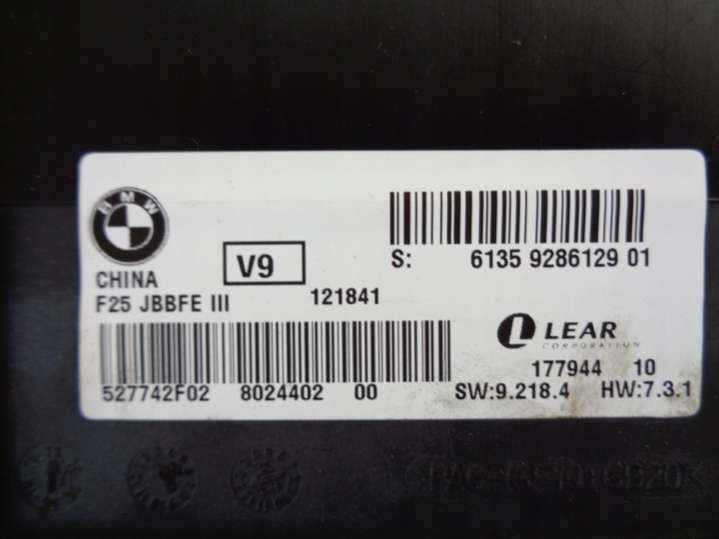 BMW
V9
S: 6135 9286129 01
CHINA
F25 JBBFE III 121841
LEAR
CORPORATION
177944 10
527742F02 8024402 00
SW:9.218.4 HW:7.3.1